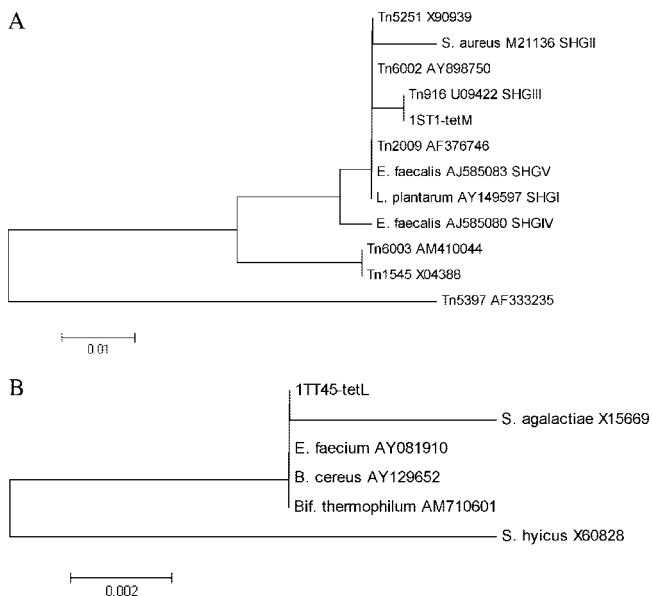 A
Tn5251 X90939
S. aureus M21136 SHGII
Tn6002 AY898750
Tn916 U09422 SHGIII
1ST1-tetM
Tn2009 AF376746
E. faecalis AJ585083 SHGV
L. plantarum AY149597 SHGI
E. faecalis AJ585080 SHGIV
Tn6003 AM410044
Tn1545 X04388
Tn5397 AF333235
0.01
B
1TT45-tetL
S. agalactiae X15669
E. faecium AY081910
B. cereus AY129652
Bif. thermophilum AM710601
S. hyicus X60828
0.002